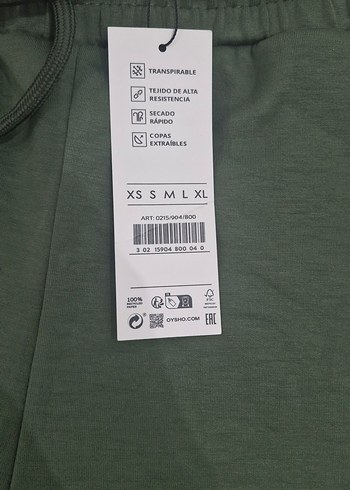 TRANSPIRABLE
TEJIDO DE ALTA
RESISTENCIA
SECADO
RÁPIDO
COPAS
EXTRAÍBLES
XS S M L XL
ART: 0215/904/800
3 02 15904 800 04 0
100%
OYSHO.COM
EAC